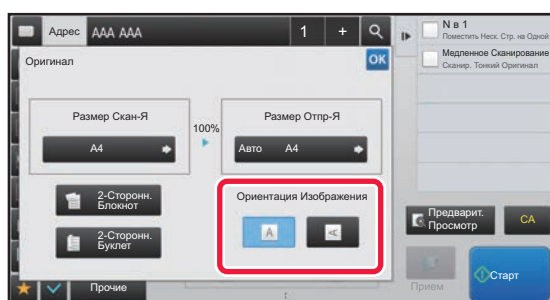 Адрес AAA AAA 1 +
Оригинал OK
Размер Скан-Я
A4
100%
Размер Отпр-Я
Авто A4
2-Сторонн.
Блокнот
2-Сторонн.
Буклет
Ориентация Изображения
A A
Прочие
N в 1
Поместить Неск. Стр. на Одной
Медленное Сканирование
Сканир. Тонкий Оригинал
Предварит.
Просмотр
CA
Прием
Старт